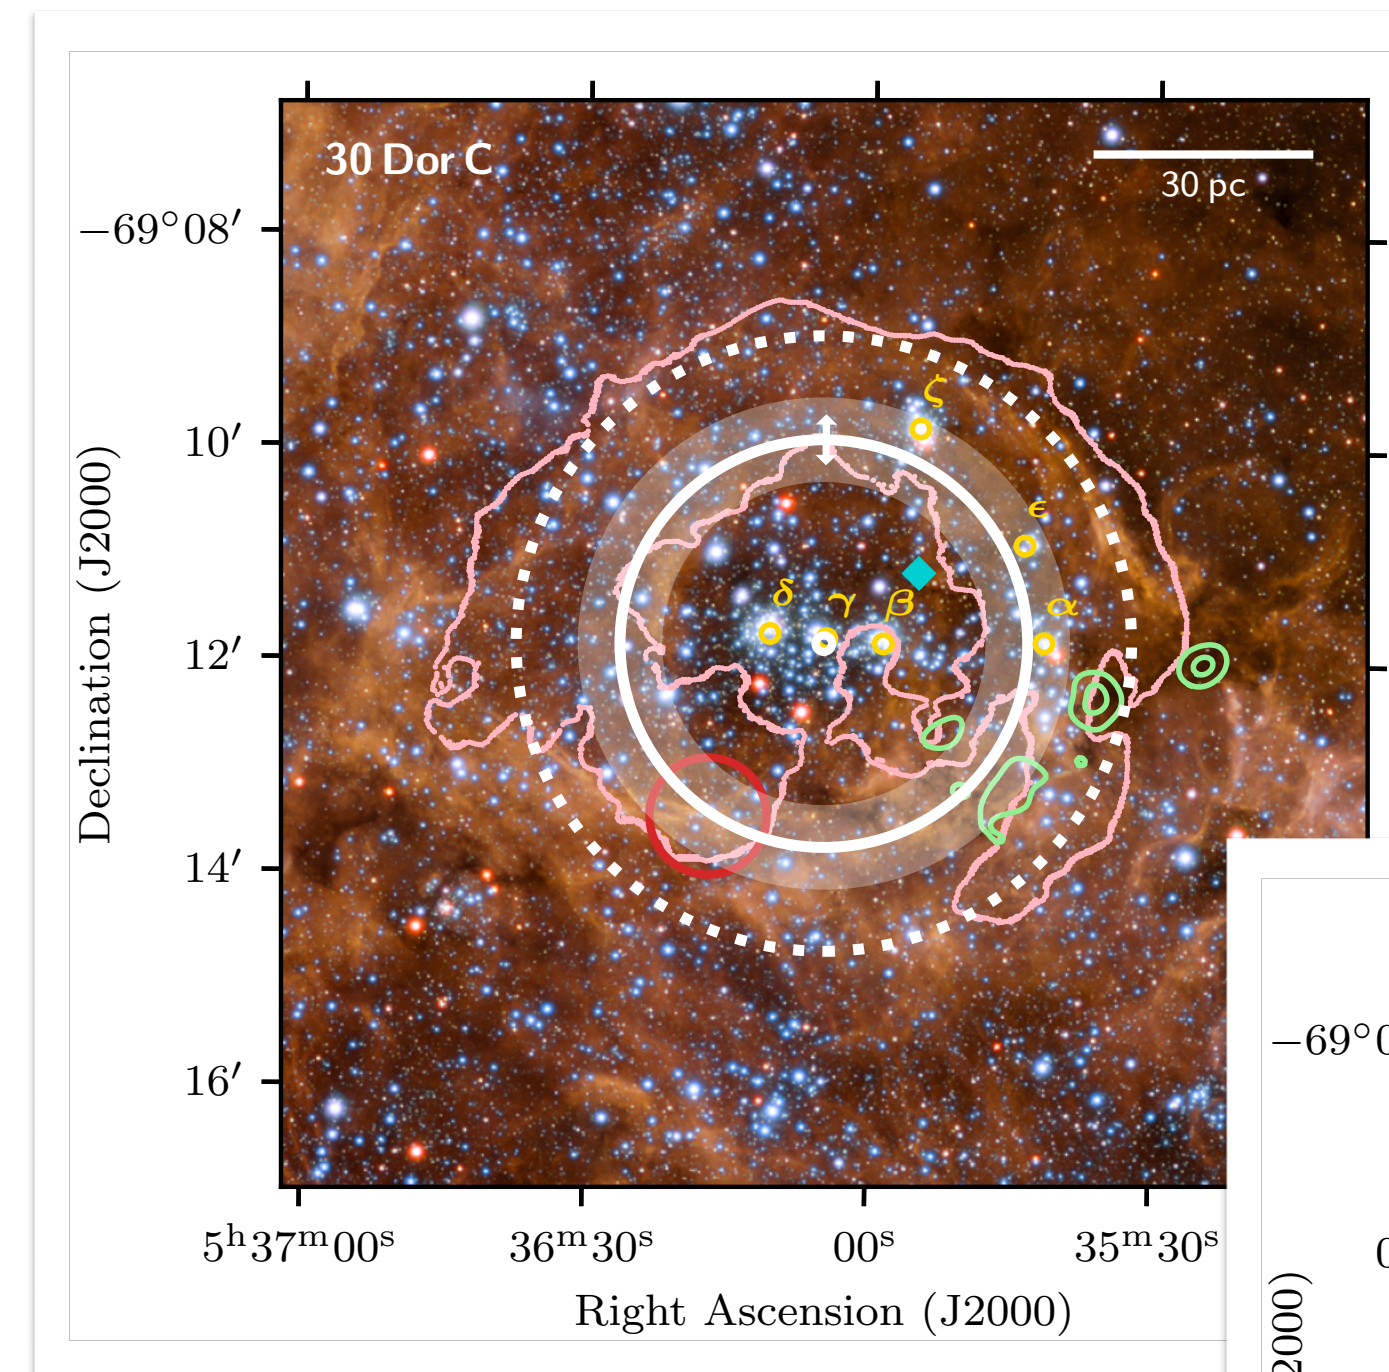 30 Dor C
30 pc
−69°08′
10′
12′
14′
16′
ζ
ϵ
δ
γ
β
α
Declination (J2000)
5ʰ37ᵐ00ˢ
36ᵐ30ˢ
00ˢ
35ᵐ30ˢ
Right Ascension (J2000)
−69°0
0
2000)